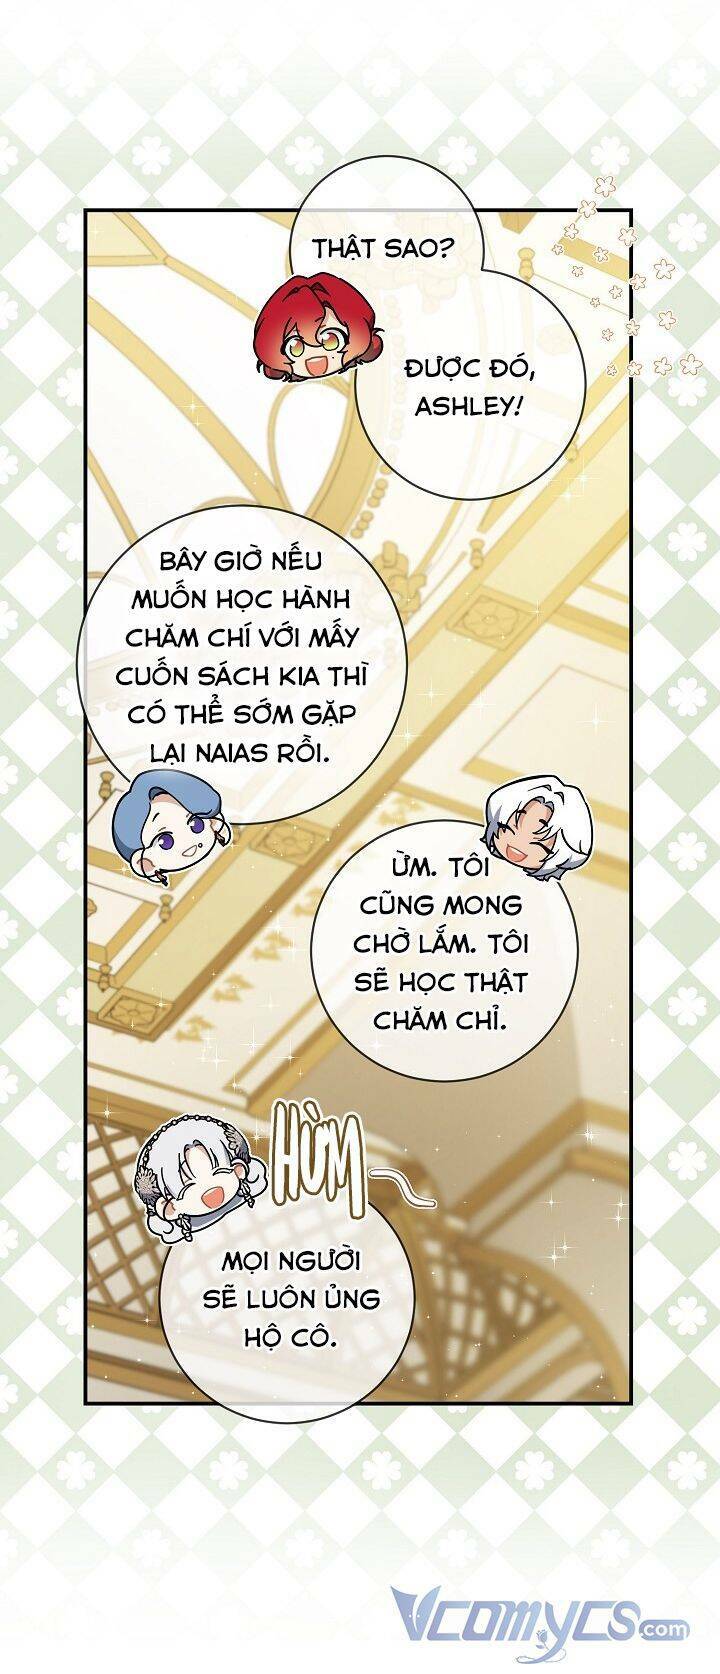 THẬT SAO?
ĐƯỢC ĐÓ,
ASHLEY!
BÂY GIỜ NẾU
MUỐN HỌC HÀNH
CHĂM CHÍ VỚI MẤY
CUỐN SÁCH KIA THÌ
CÓ THỂ SỚM GẶP
LẠI NAIAS RỒI.
ỪM. TÔI
CŨNG MONG
CHỜ LẮM. TÔI
SẼ HỌC THẬT
CHĂM CHỈ.
HỪM
MỌI NGƯỜI
SẼ LUÔN ỦNG
HỘ CÔ.
VCOMYCS.com